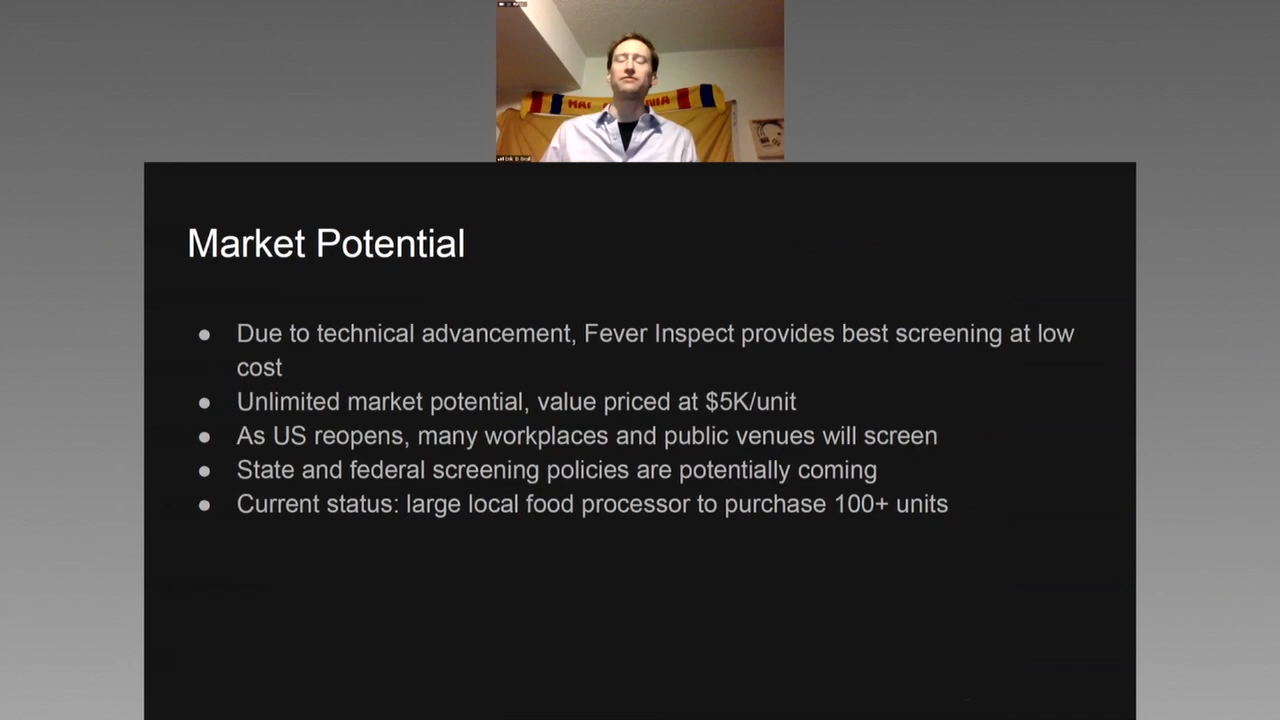 Market Potential
● Due to technical advancement, Fever Inspect provides best screening at low
cost
● Unlimited market potential, value priced at $5K/unit
● As US reopens, many workplaces and public venues will screen
● State and federal screening policies are potentially coming
● Current status: large local food processor to purchase 100+ units